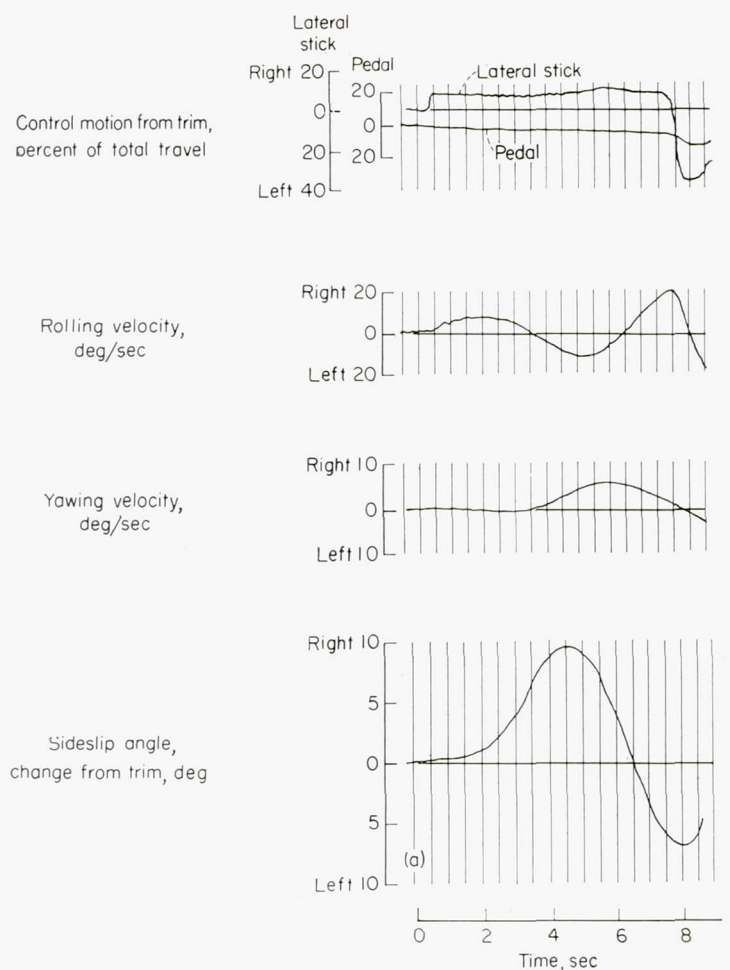 Lateral
stick
Right 20
Pedal
Lateral stick
20
0
0
Control motion from trim,
percent of total travel
20
20
Pedal
Left 40
Right 20
Rolling velocity,
deg/sec
0
Left 20
Right 10
Yawing velocity,
deg/sec
0
Left 10
Right 10
5
Sideslip angle,
change from trim, deg
0
5
(a)
Left 10
0 2 4 6 8
Time, sec